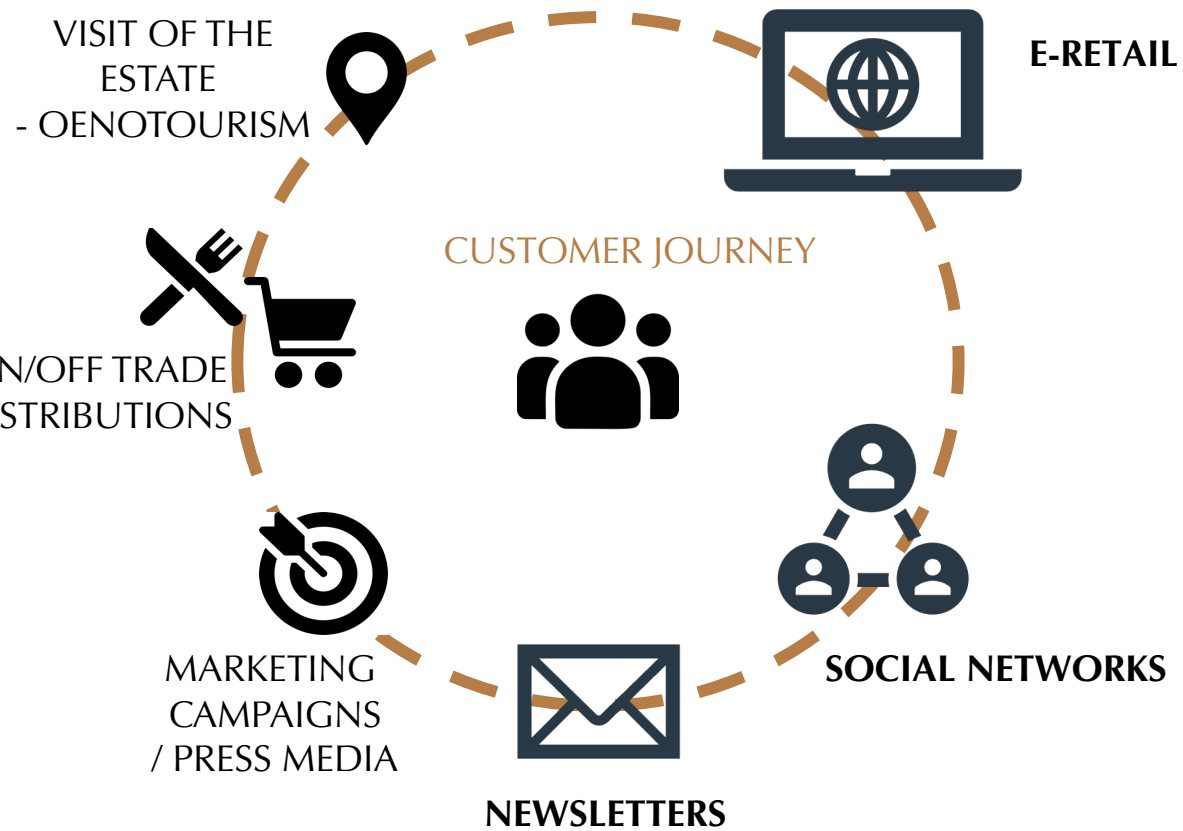 VISIT OF THE
ESTATE
- OENOTOURISM
E-RETAIL
CUSTOMER JOURNEY
N/OFF TRADE
STRIBUTIONS
SOCIAL NETWORKS
MARKETING
CAMPAIGNS
/ PRESS MEDIA
NEWSLETTERS